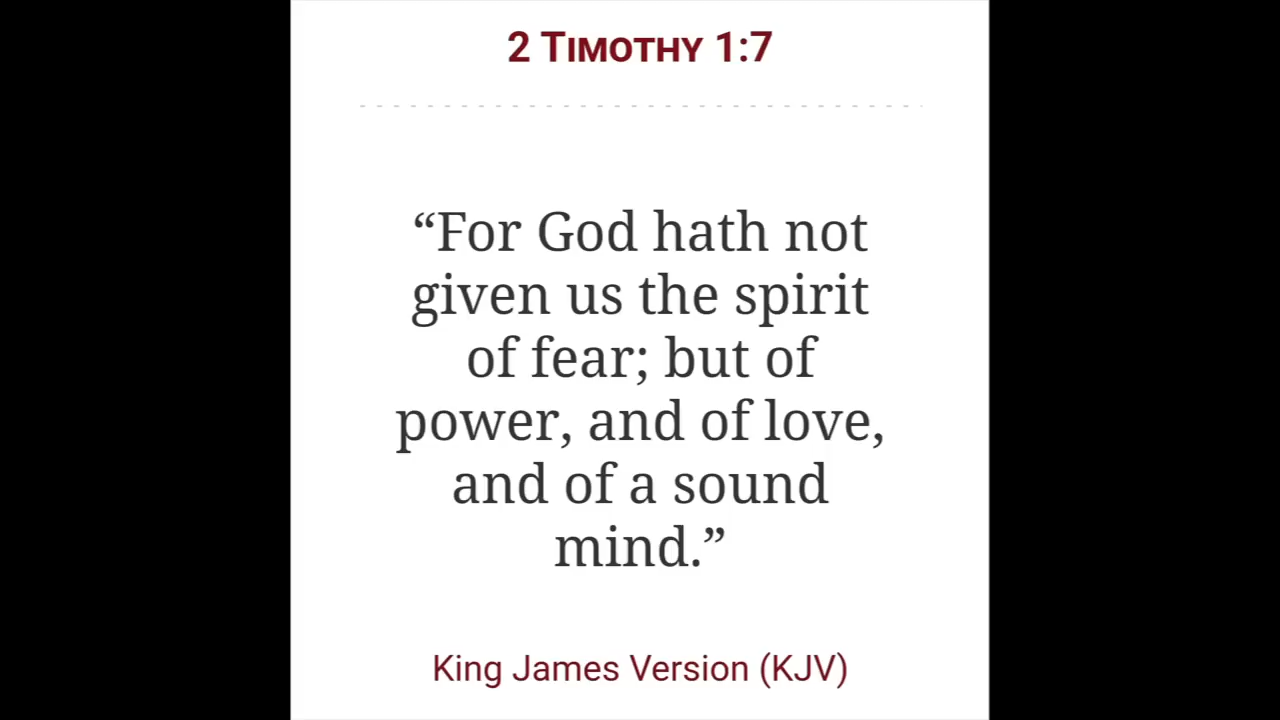 2 Timothy 1:7
“For God hath not
given us the spirit
of fear; but of
power, and of love,
and of a sound
mind.”
King James Version (KJV)